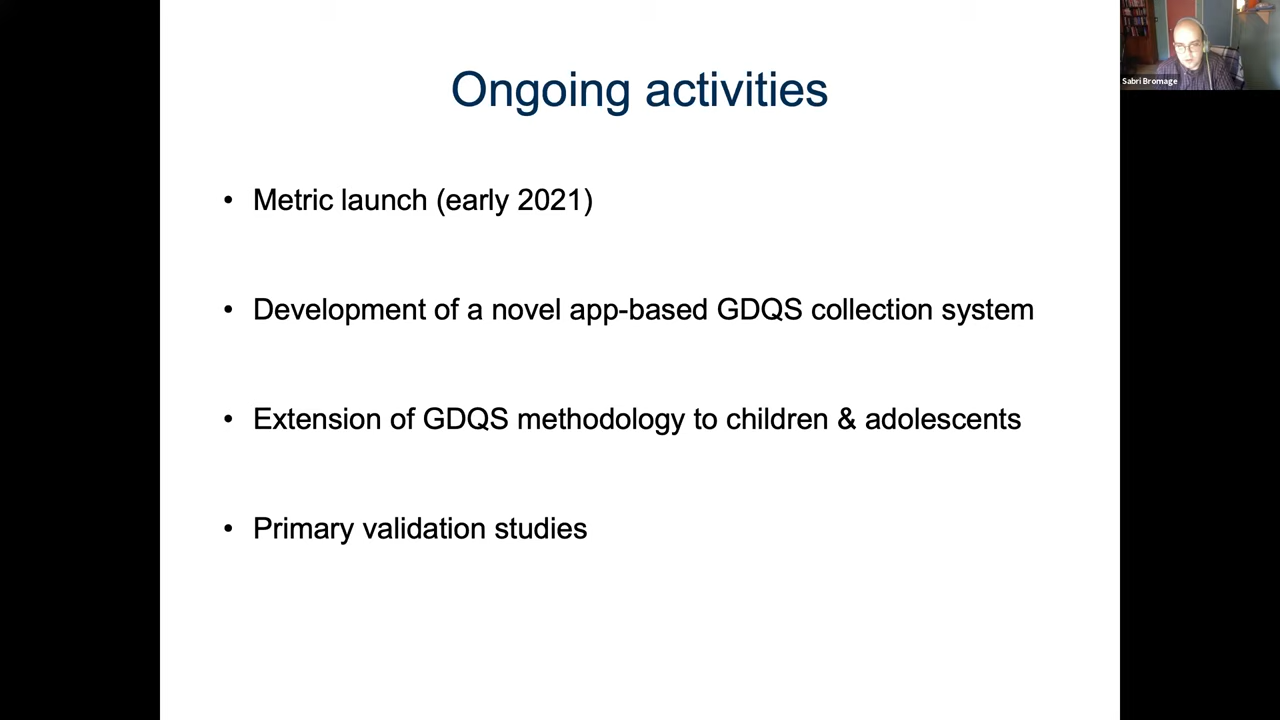 Ongoing activities
• Metric launch (early 2021)
• Development of a novel app-based GDQS collection system
• Extension of GDQS methodology to children & adolescents
• Primary validation studies
Sabri Bromage